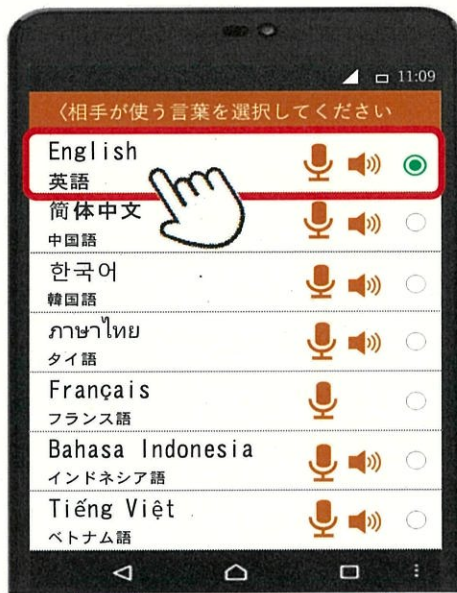 11:09
〈相手が使う言葉を選択してください
English
英語
简体中文
中国語
한국어
韓国語
ภาษาไทย
タイ語
Français
フランス語
Bahasa Indonesia
インドネシア語
Tiếng Việt
ベトナム語